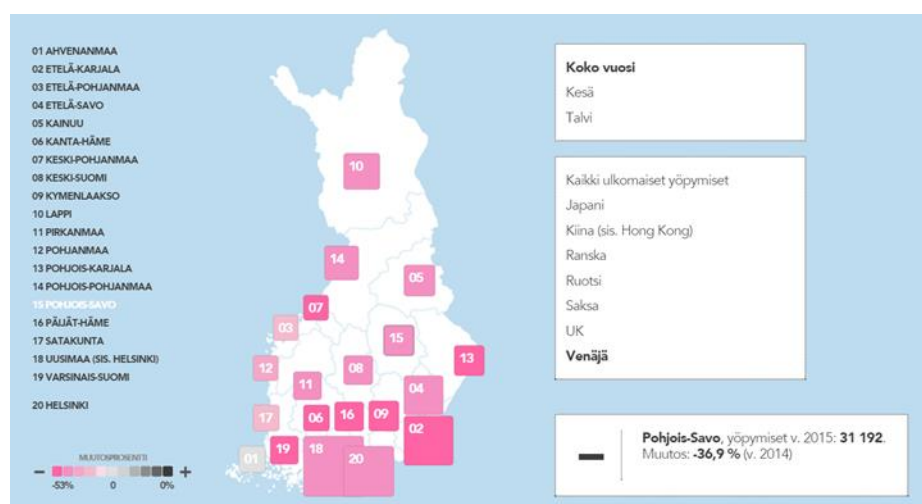 01 AHVENANMAA
02 ETELÄ-KARJALA
03 ETELÄ-POHJANMAA
04 ETELÄ-SAVO
05 KAINUU
06 KANTA-HÄME
07 KESKI-POHJANMAA
08 KESKI-SUOMI
09 KYMENLAAKSO
10 LAPPI
11 PIRKANMAA
12 POHJANMAA
13 POHJOIS-KARJALA
14 POHJOIS-POHJANMAA
15 POHJOIS-SAVO
16 PÄIJÄT-HÄME
17 SATAKUNTA
18 UUSIMAA (SIS. HELSINKI)
19 VARSINAIS-SUOMI
20 HELSINKI
MUUTOSPROSENTTI
− +
-53% 0 0%
10
14
05
07
03
15
13
12
08
11
04
17
06
16
09
02
19
18
20
01
Koko vuosi
Kesä
Talvi
Kaikki ulkomaiset yöpymiset
Japani
Kiina (sis. Hong Kong)
Ranska
Ruotsi
Saksa
UK
Venäjä
Pohjois-Savo, yöpymiset v. 2015: 31 192.
Muutos: -36,9 % (v. 2014)